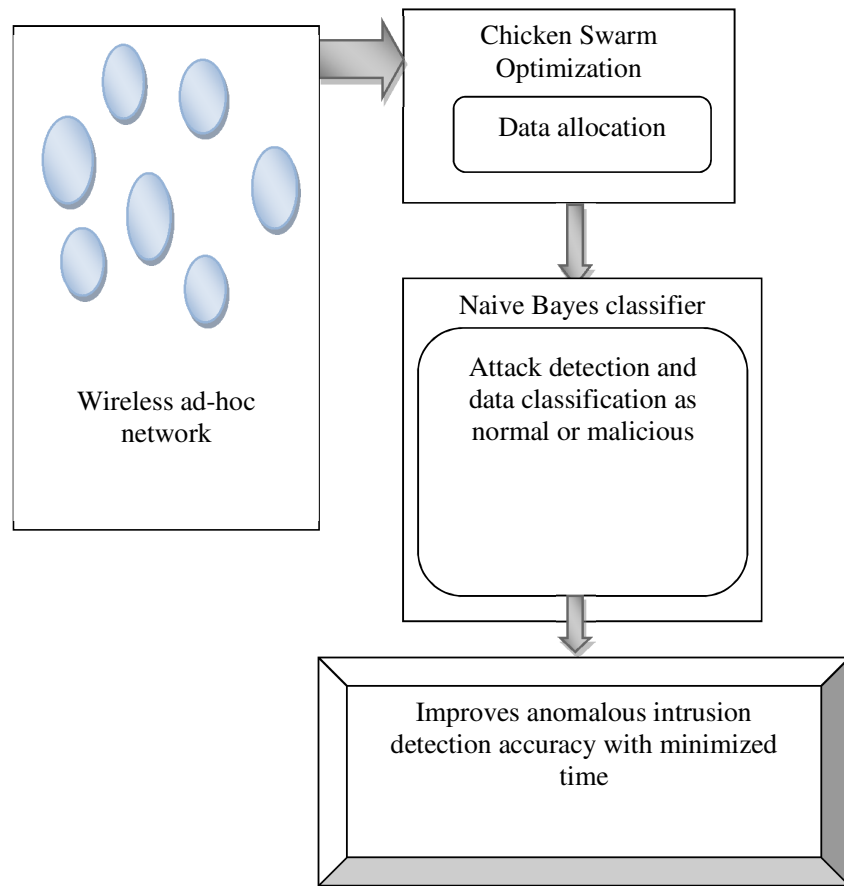 Chicken Swarm
Optimization
Data allocation
Wireless ad-hoc
network
Naive Bayes classifier
Attack detection and
data classification as
normal or malicious
Improves anomalous intrusion
detection accuracy with minimized
time